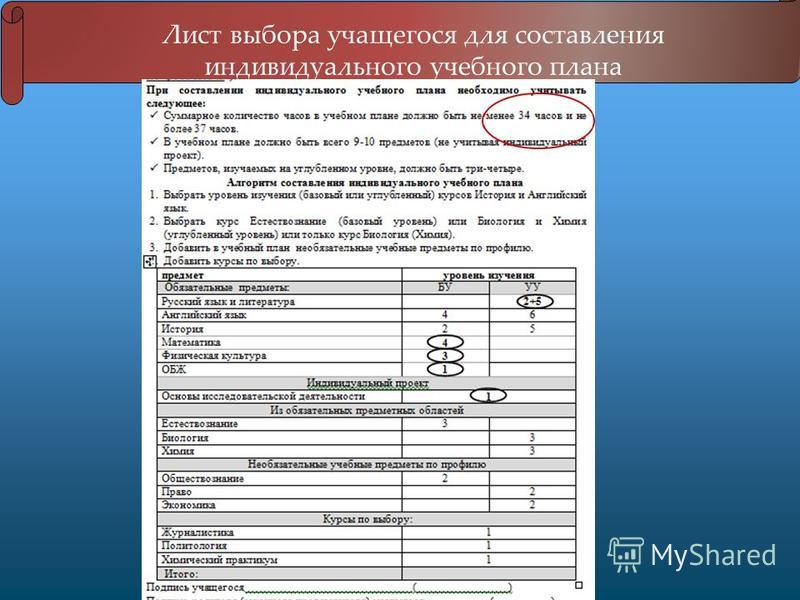 Лист выбора учащегося для составления
индивидуального учебного плана
При составлении индивидуального учебного плана необходимо учитывать
следующее:
✓ Суммарное количество часов в учебном плане должно быть не менее 34 часов и не
более 37 часов.
✓ В учебном плане должно быть всего 9-10 предметов (не учитывая индивидуальный
проект).
✓ Предметов, изучаемых на углубленном уровне, должно быть три-четыре.
Алгоритм составления индивидуального учебного плана
1. Выбрать уровень изучения (базовый или углубленный) курсов История и Английский
язык.
2. Выбрать курс Естествознание (базовый уровень) или Биология и Химия
(углубленный уровень) или только курс Биология (Химия).
3. Добавить в учебный план необязательные учебные предметы по профилю.
Добавить курсы по выбору.
предмет уровень изучения
Обязательные предметы: БУ УУ
Русский язык и литература 2+5
Английский язык 4 6
История 2 5
Математика 4
Физическая культура 3
ОБЖ 1
Индивидуальный проект
Основы исследовательской деятельности 1
Из обязательных предметных областей
Естествознание 3
Биология 3
Химия 3
Необязательные учебные предметы по профилю
Обществознание 2
Право 2
Экономика 2
Курсы по выбору:
Журналистика 1
Политология 1
Химический практикум 1
Итого:
Подпись учащегося ( )
MyShared